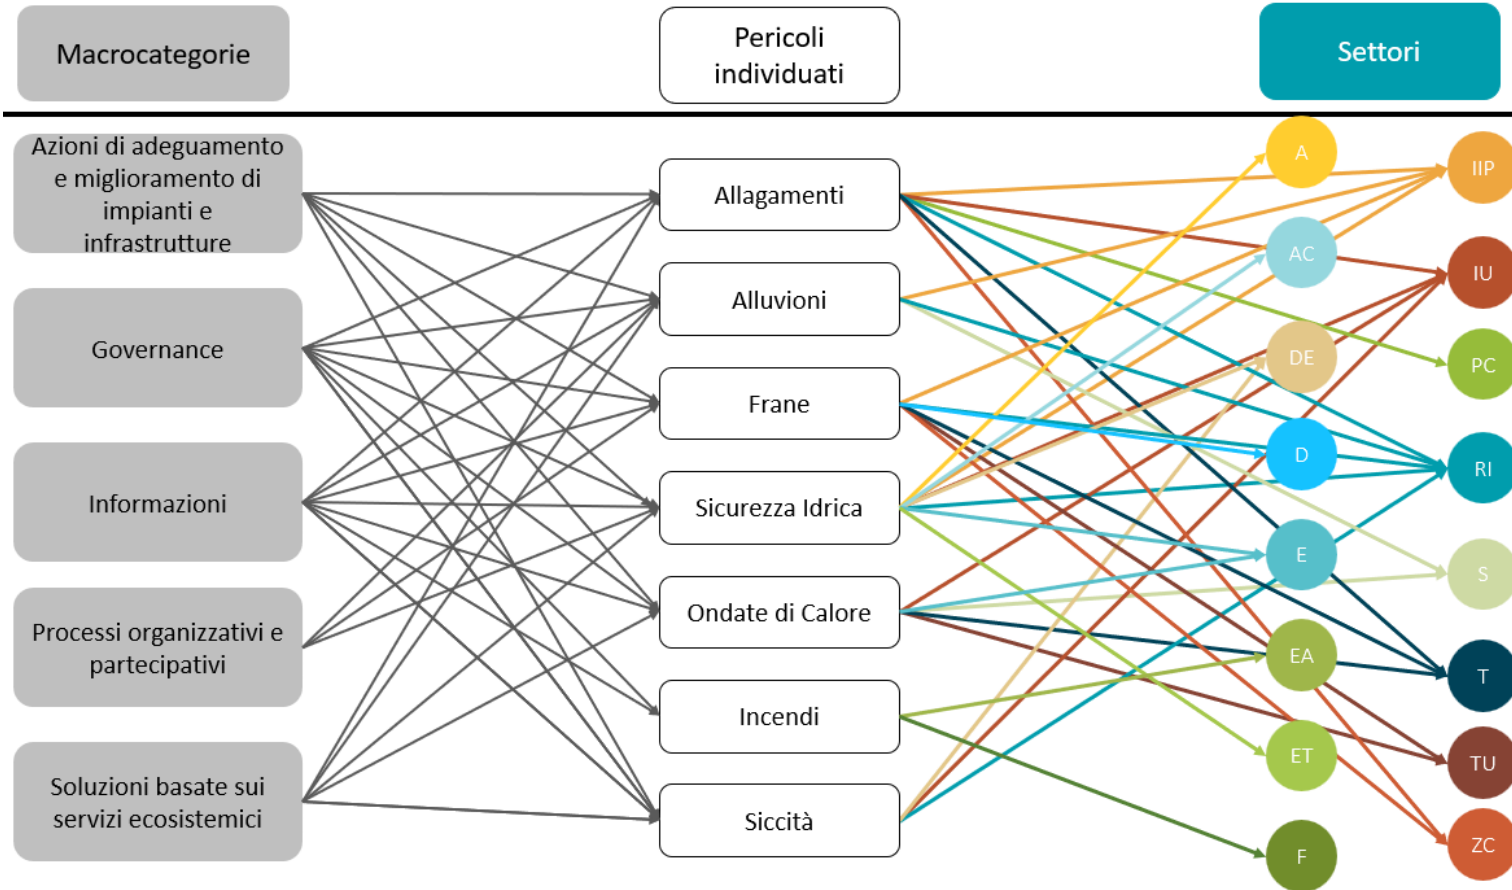 Macrocategorie
Pericoli
individuati
Settori
Azioni di adeguamento
e miglioramento di
impianti e
infrastrutture
Governance
Informazioni
Processi organizzativi e
partecipativi
Soluzioni basate sui
servizi ecosistemici
Allagamenti
Alluvioni
Frane
Sicurezza Idrica
Ondate di Calore
Incendi
Siccità
A
AC
DE
D
E
EA
ET
F
IIP
IU
PC
RI
S
T
TU
ZC